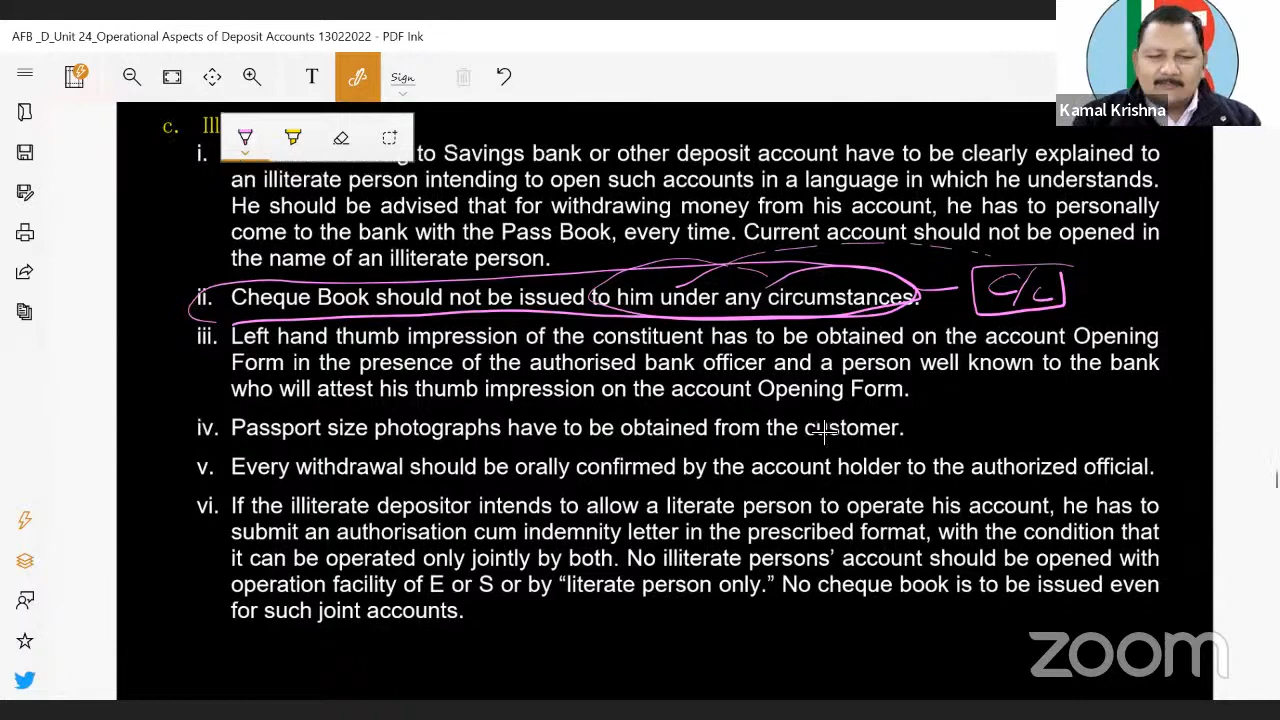 AFB _D_Unit 24_Operational Aspects of Deposit Accounts 13022022 - PDF Ink
T
Sign
Kamal Krishna
c. Ill
i. to Savings bank or other deposit account have to be clearly explained to
an illiterate person intending to open such accounts in a language in which he understands.
He should be advised that for withdrawing money from his account, he has to personally
come to the bank with the Pass Book, every time. Current account should not be opened in
the name of an illiterate person.
ii. Cheque Book should not be issued to him under any circumstances. C/C
iii. Left hand thumb impression of the constituent has to be obtained on the account Opening
Form in the presence of the authorised bank officer and a person well known to the bank
who will attest his thumb impression on the account Opening Form.
iv. Passport size photographs have to be obtained from the customer.
v. Every withdrawal should be orally confirmed by the account holder to the authorized official.
vi. If the illiterate depositor intends to allow a literate person to operate his account, he has to
submit an authorisation cum indemnity letter in the prescribed format, with the condition that
it can be operated only jointly by both. No illiterate persons’ account should be opened with
operation facility of E or S or by “literate person only.” No cheque book is to be issued even
for such joint accounts.
zoom